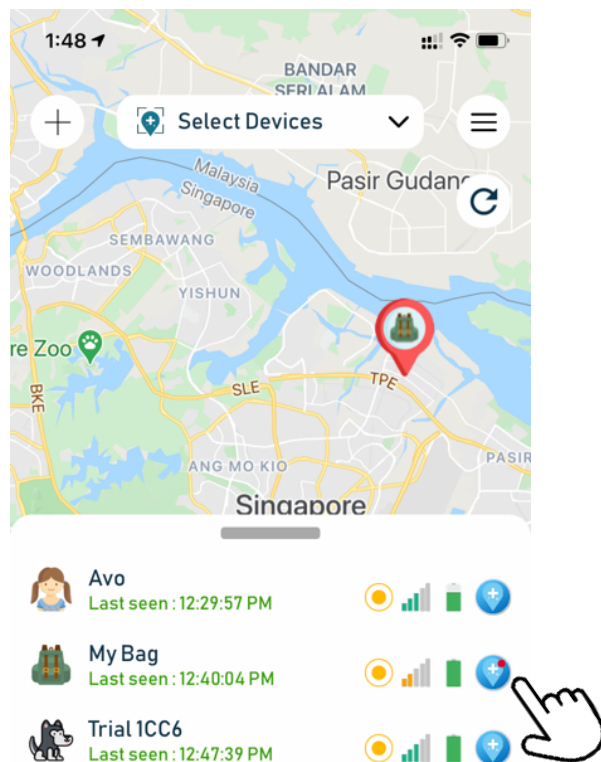 1:48
BANDAR
SERI ALAM
Select Devices
Malaysia
Singapore
Pasir Gudang
SEMBAWANG
WOODLANDS
YISHUN
re Zoo
BKE
SLE
TPE
ANG MO KIO
PASIR
Singapore
Avo
Last seen : 12:29:57 PM
My Bag
Last seen : 12:40:04 PM
Trial 1CC6
Last seen : 12:47:39 PM